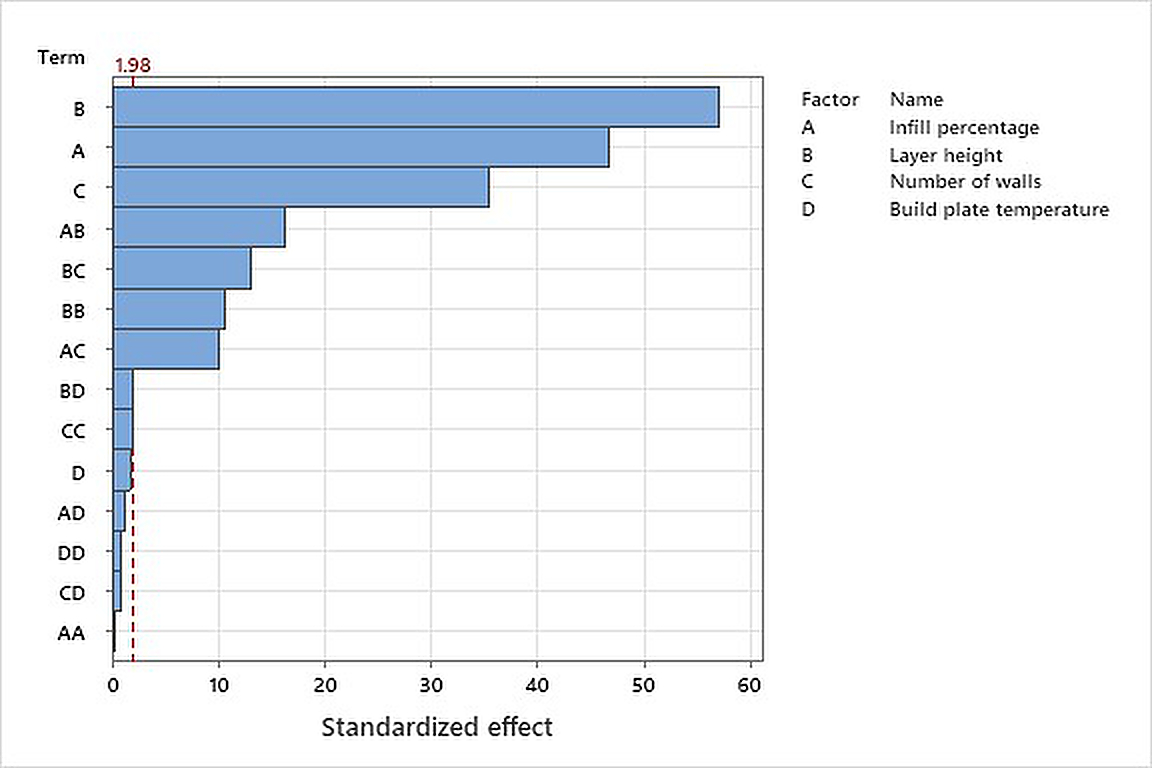 Term
1.98
B
A
C
AB
BC
BB
AC
BD
CC
D
AD
DD
CD
AA
0 10 20 30 40 50 60
Standardized effect
Factor Name
A Infill percentage
B Layer height
C Number of walls
D Build plate temperature